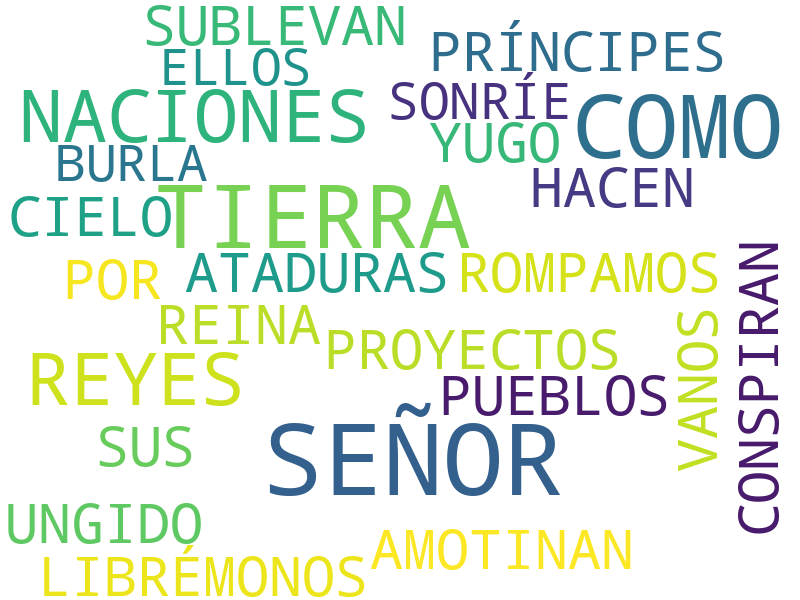 SUBLEVAN
PRÍNCIPES
ELLOS
SONRÍE
NACIONES
COMO
YUGO
BURLA
HACEN
TIERRA
CIELO
ATADURAS
ROMPAMOS
POR
CONSPIRAN
REINA
VANOS
PROYECTOS
REYES
PUEBLOS
SEÑOR
SUS
UNGIDO
AMOTINAN
LIBRÉMONOS